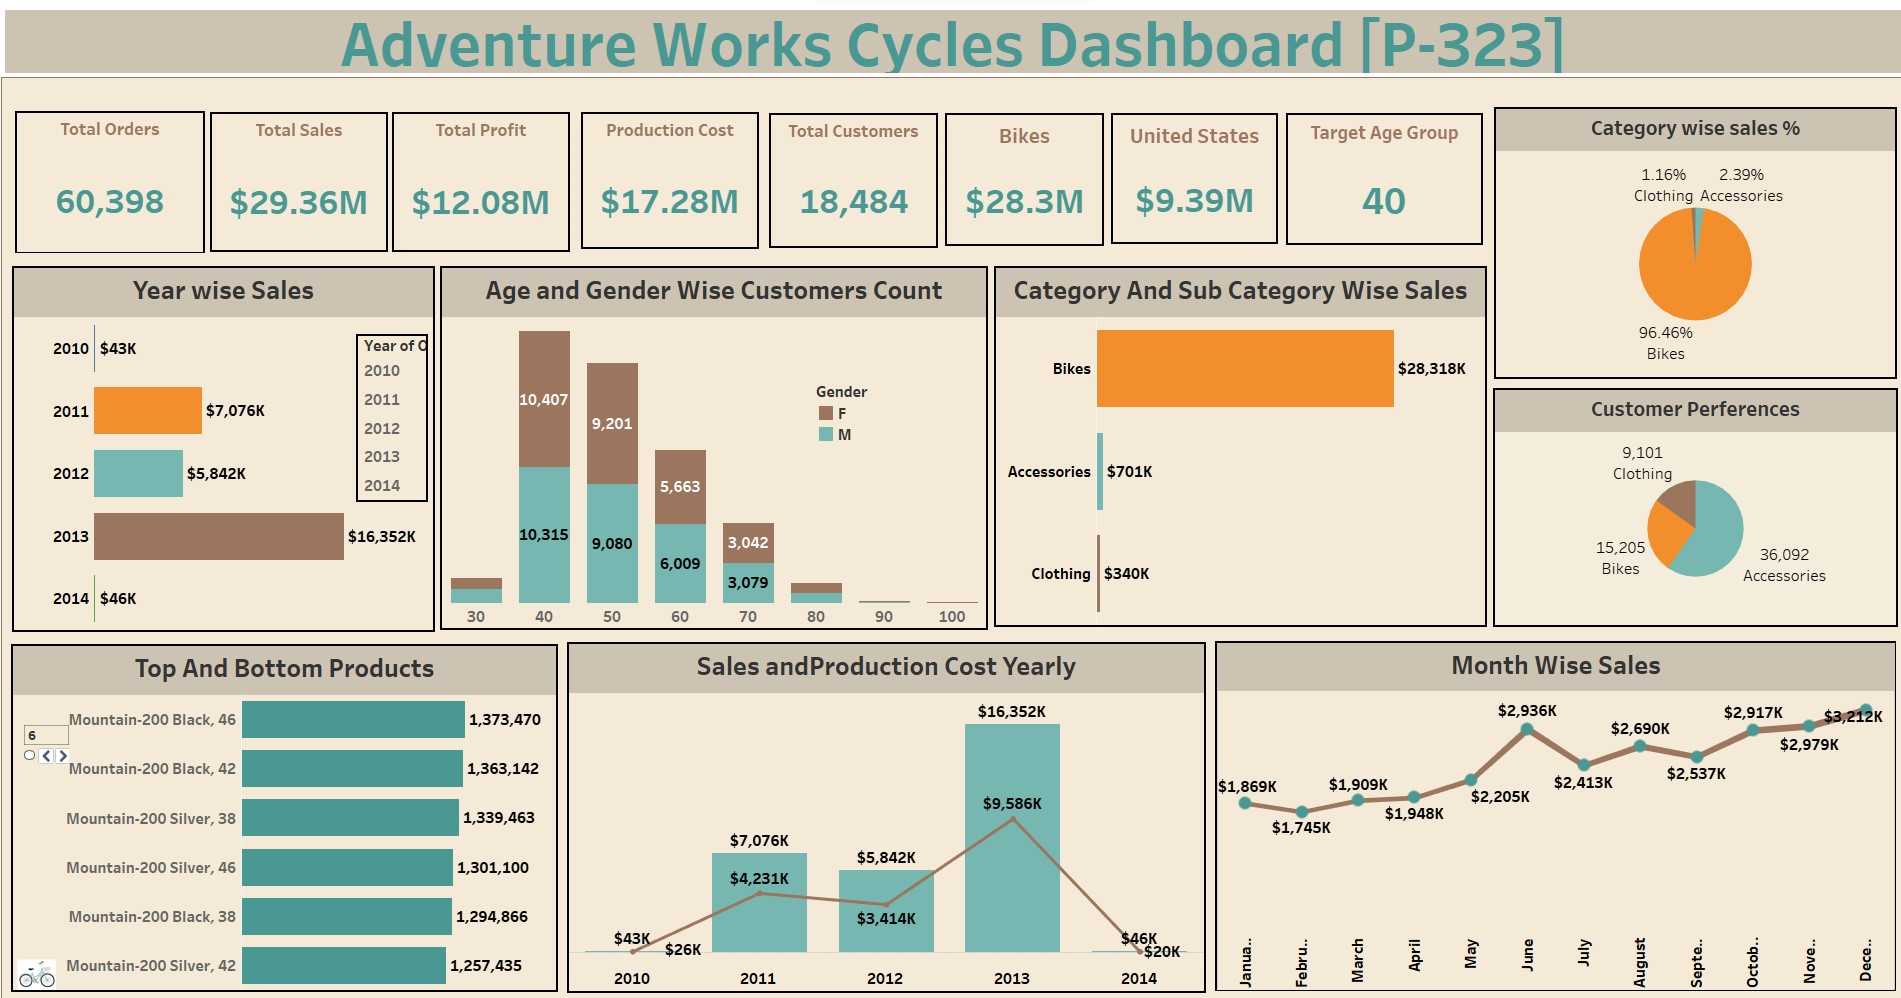 Adventure Works Cycles Dashboard [P-323]
Total Orders
60,398
Total Sales
$29.36M
Total Profit
$12.08M
Production Cost
$17.28M
Total Customers
18,484
Bikes
$28.3M
United States
$9.39M
Target Age Group
40
Category wise sales %
1.16%
Clothing
2.39%
Accessories
96.46%
Bikes
Year wise Sales
2010 $43K
2011 $7,076K
2012 $5,842K
2013 $16,352K
2014 $46K
Year of O
2010
2011
2012
2013
2014
Age and Gender Wise Customers Count
10,407
10,315
9,201
9,080
5,663
6,009
3,042
3,079
30 40 50 60 70 80 90 100
Gender
F
M
Category And Sub Category Wise Sales
Bikes $28,318K
Accessories $701K
Clothing $340K
Customer Perferences
9,101
Clothing
15,205
Bikes
36,092
Accessories
Top And Bottom Products
6
Mountain-200 Black, 46 1,373,470
Mountain-200 Black, 42 1,363,142
Mountain-200 Silver, 38 1,339,463
Mountain-200 Silver, 46 1,301,100
Mountain-200 Black, 38 1,294,866
Mountain-200 Silver, 42 1,257,435
Sales andProduction Cost Yearly
$43K
$26K
$7,076K
$4,231K
$5,842K
$3,414K
$16,352K
$9,586K
$46K
$20K
2010 2011 2012 2013 2014
Month Wise Sales
$1,869K
$1,745K
$1,909K
$1,948K
$2,205K
$2,936K
$2,413K
$2,690K
$2,537K
$2,917K
$2,979K
$3,212K
Janua..
Febru..
March
April
May
June
July
August
Septe..
Octob..
Nove..
Dece..